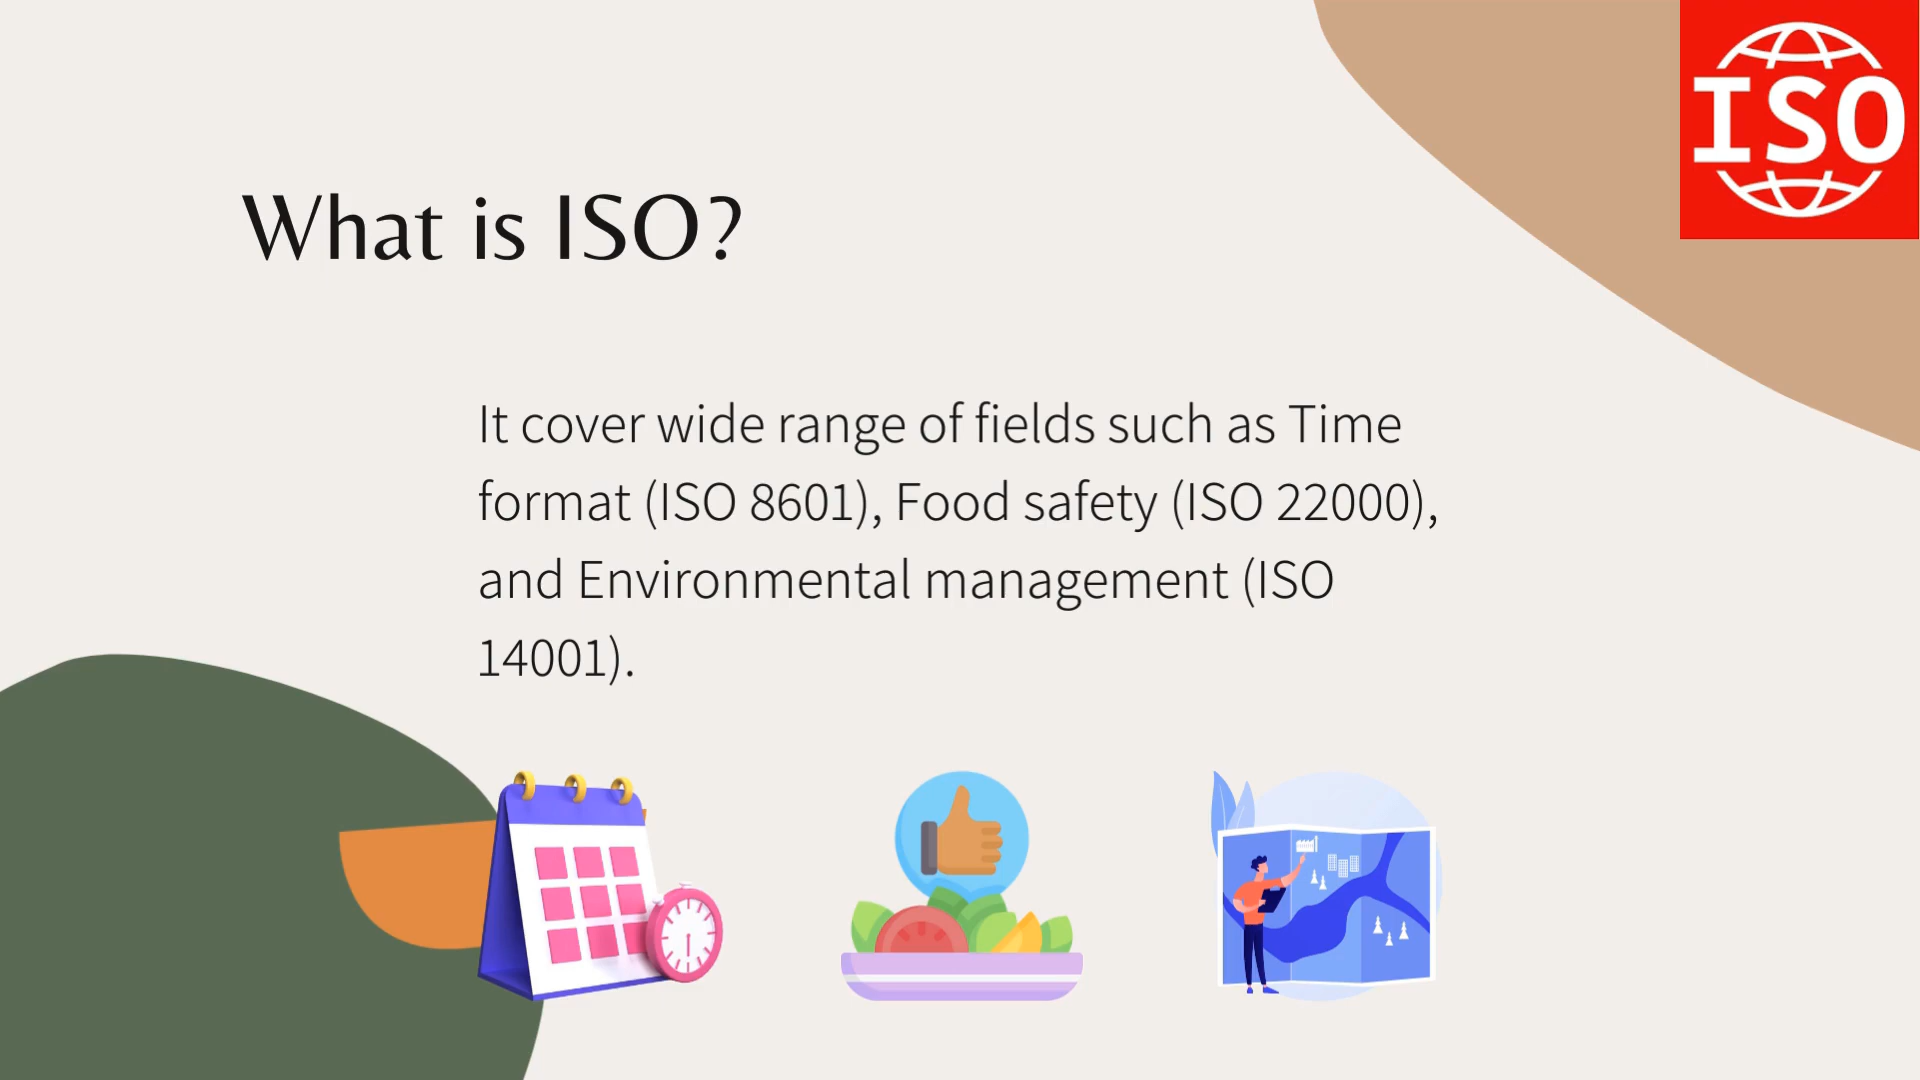 ISO
What is ISO?
It cover wide range of fields such as Time
format (ISO 8601), Food safety (ISO 22000),
and Environmental management (ISO
14001).